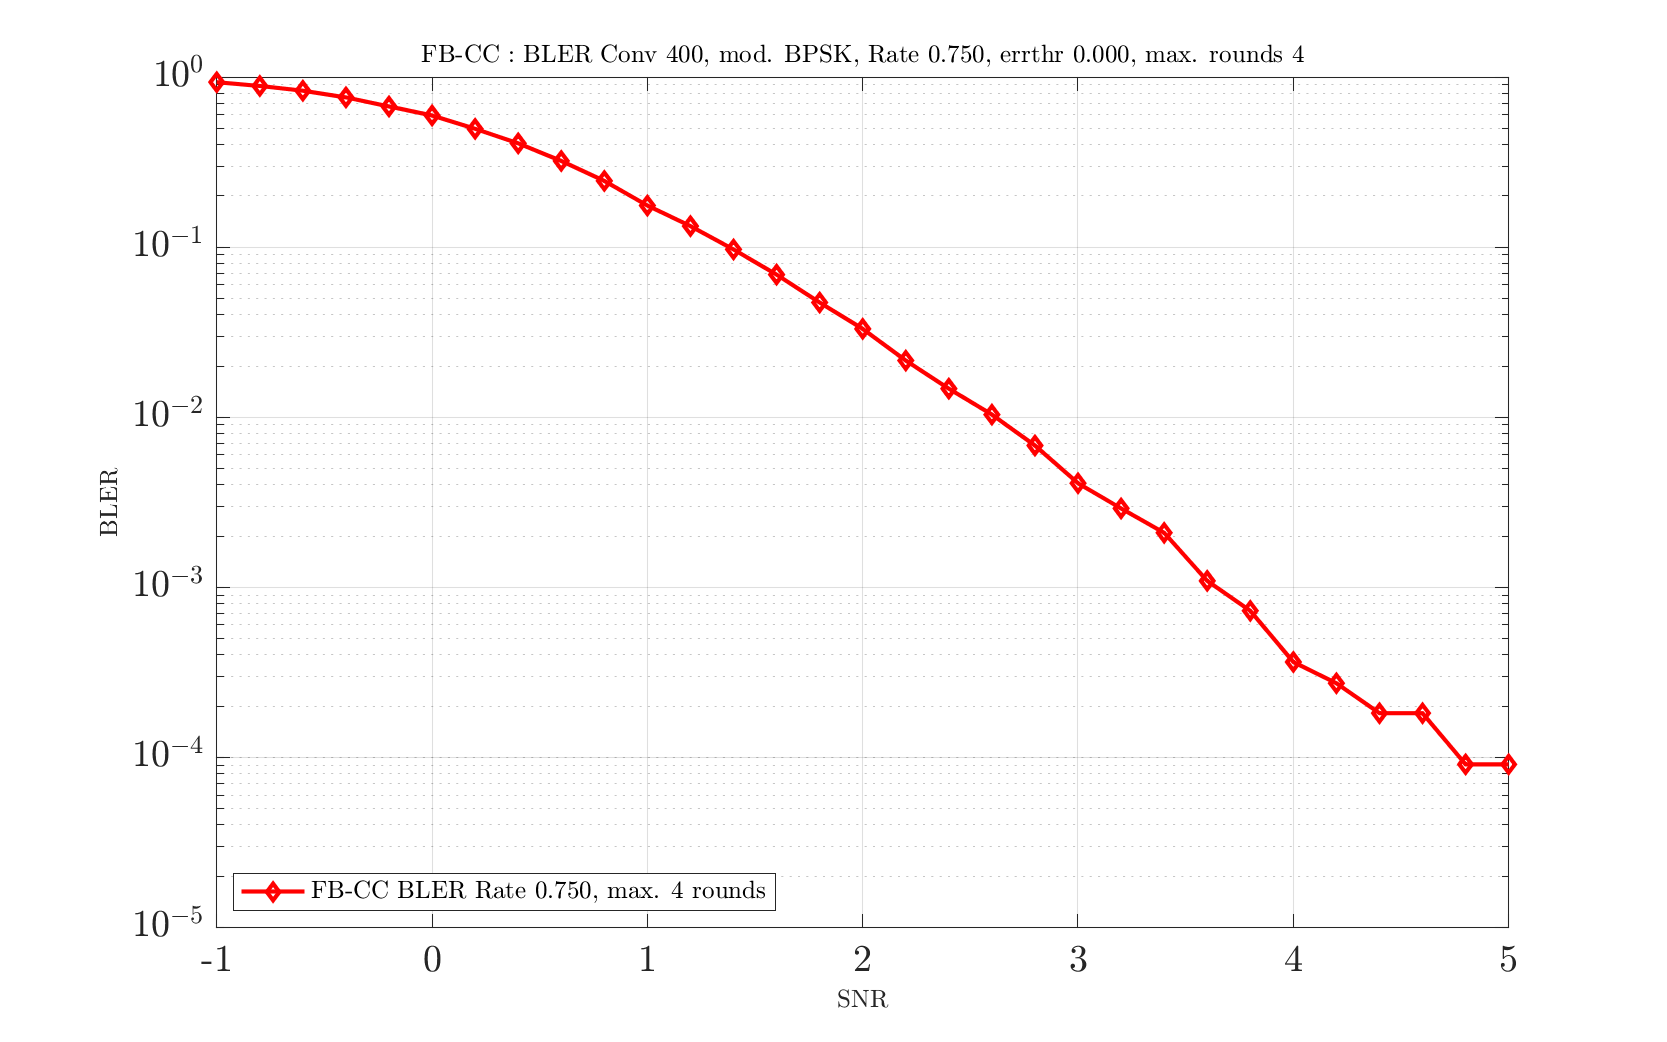 FB-CC : BLER Conv 400, mod. BPSK, Rate 0.750, errthr 0.000, max. rounds 4
10^0
10^-1
10^-2
10^-3
10^-4
10^-5
BLER
FB-CC BLER Rate 0.750, max. 4 rounds
-1 0 1 2 3 4 5
SNR